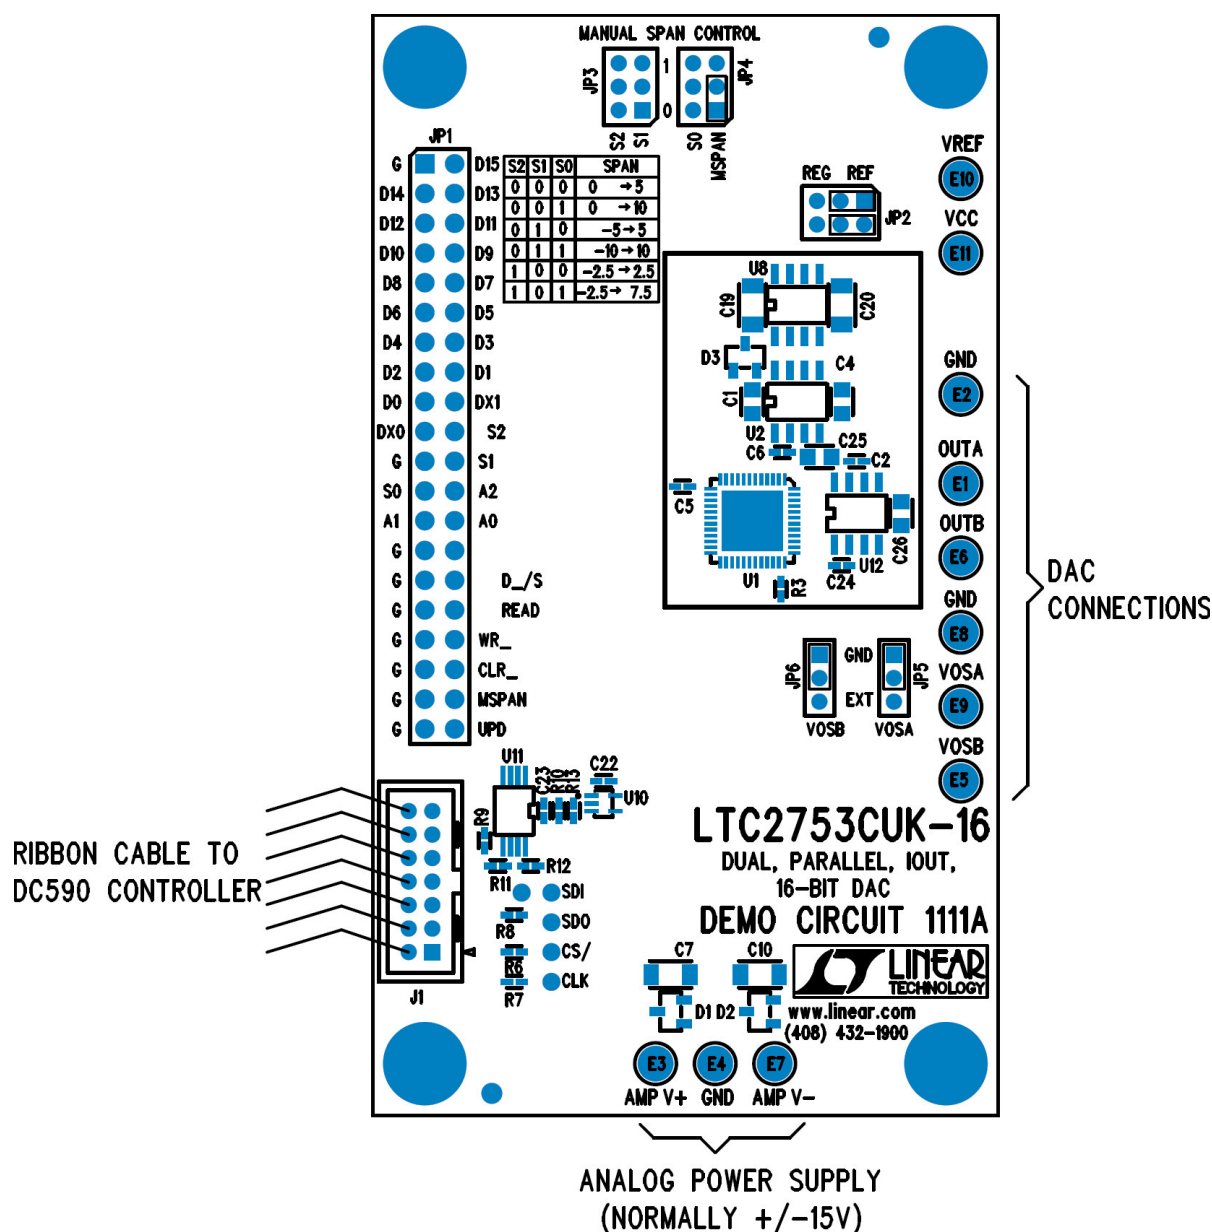 MANUAL SPAN CONTROL
JP3
1
0
JP4
S2
S1
S0
MSPAN
JP1
G D15
D14 D13
D12 D11
D10 D9
D8 D7
D6 D5
D4 D3
D2 D1
D0 DX1
DX0 S2
G S1
S0 A2
A1 A0
G
G D_/S
G READ
G WR_
G CLR_
G MSPAN
G UPD
S2 S1 S0 SPAN
0 0 0 0 → 5
0 0 1 0 → 10
0 1 0 -5 → 5
0 1 1 -10 → 10
1 0 0 -2.5 → 2.5
1 0 1 -2.5 → 7.5
REG REF
JP2
VREF
E10
VCC
E11
GND
E2
OUTA
E1
OUTB
E6
GND
E8
VOSA
E9
VOSB
E5
DAC
CONNECTIONS
U8
C19
C20
D3
C4
C1
U2
C25
C6
C2
C5
U1
R3
C24
U12
C26
JP6
GND
JP5
EXT
VOSB
VOSA
U11
C23
R10
R13
C22
U10
R9
R11
R12
SDI
SDO
CS/
CLK
R8
R6
R7
J1
RIBBON CABLE TO
DC590 CONTROLLER
LTC2753CUK-16
DUAL, PARALLEL, IOUT,
16-BIT DAC
DEMO CIRCUIT 1111A
C7
C10
D1
D2
LINEAR
TECHNOLOGY
www.linear.com
(408) 432-1900
E3
E4
E7
AMP V+ GND AMP V-
ANALOG POWER SUPPLY
(NORMALLY +/-15V)